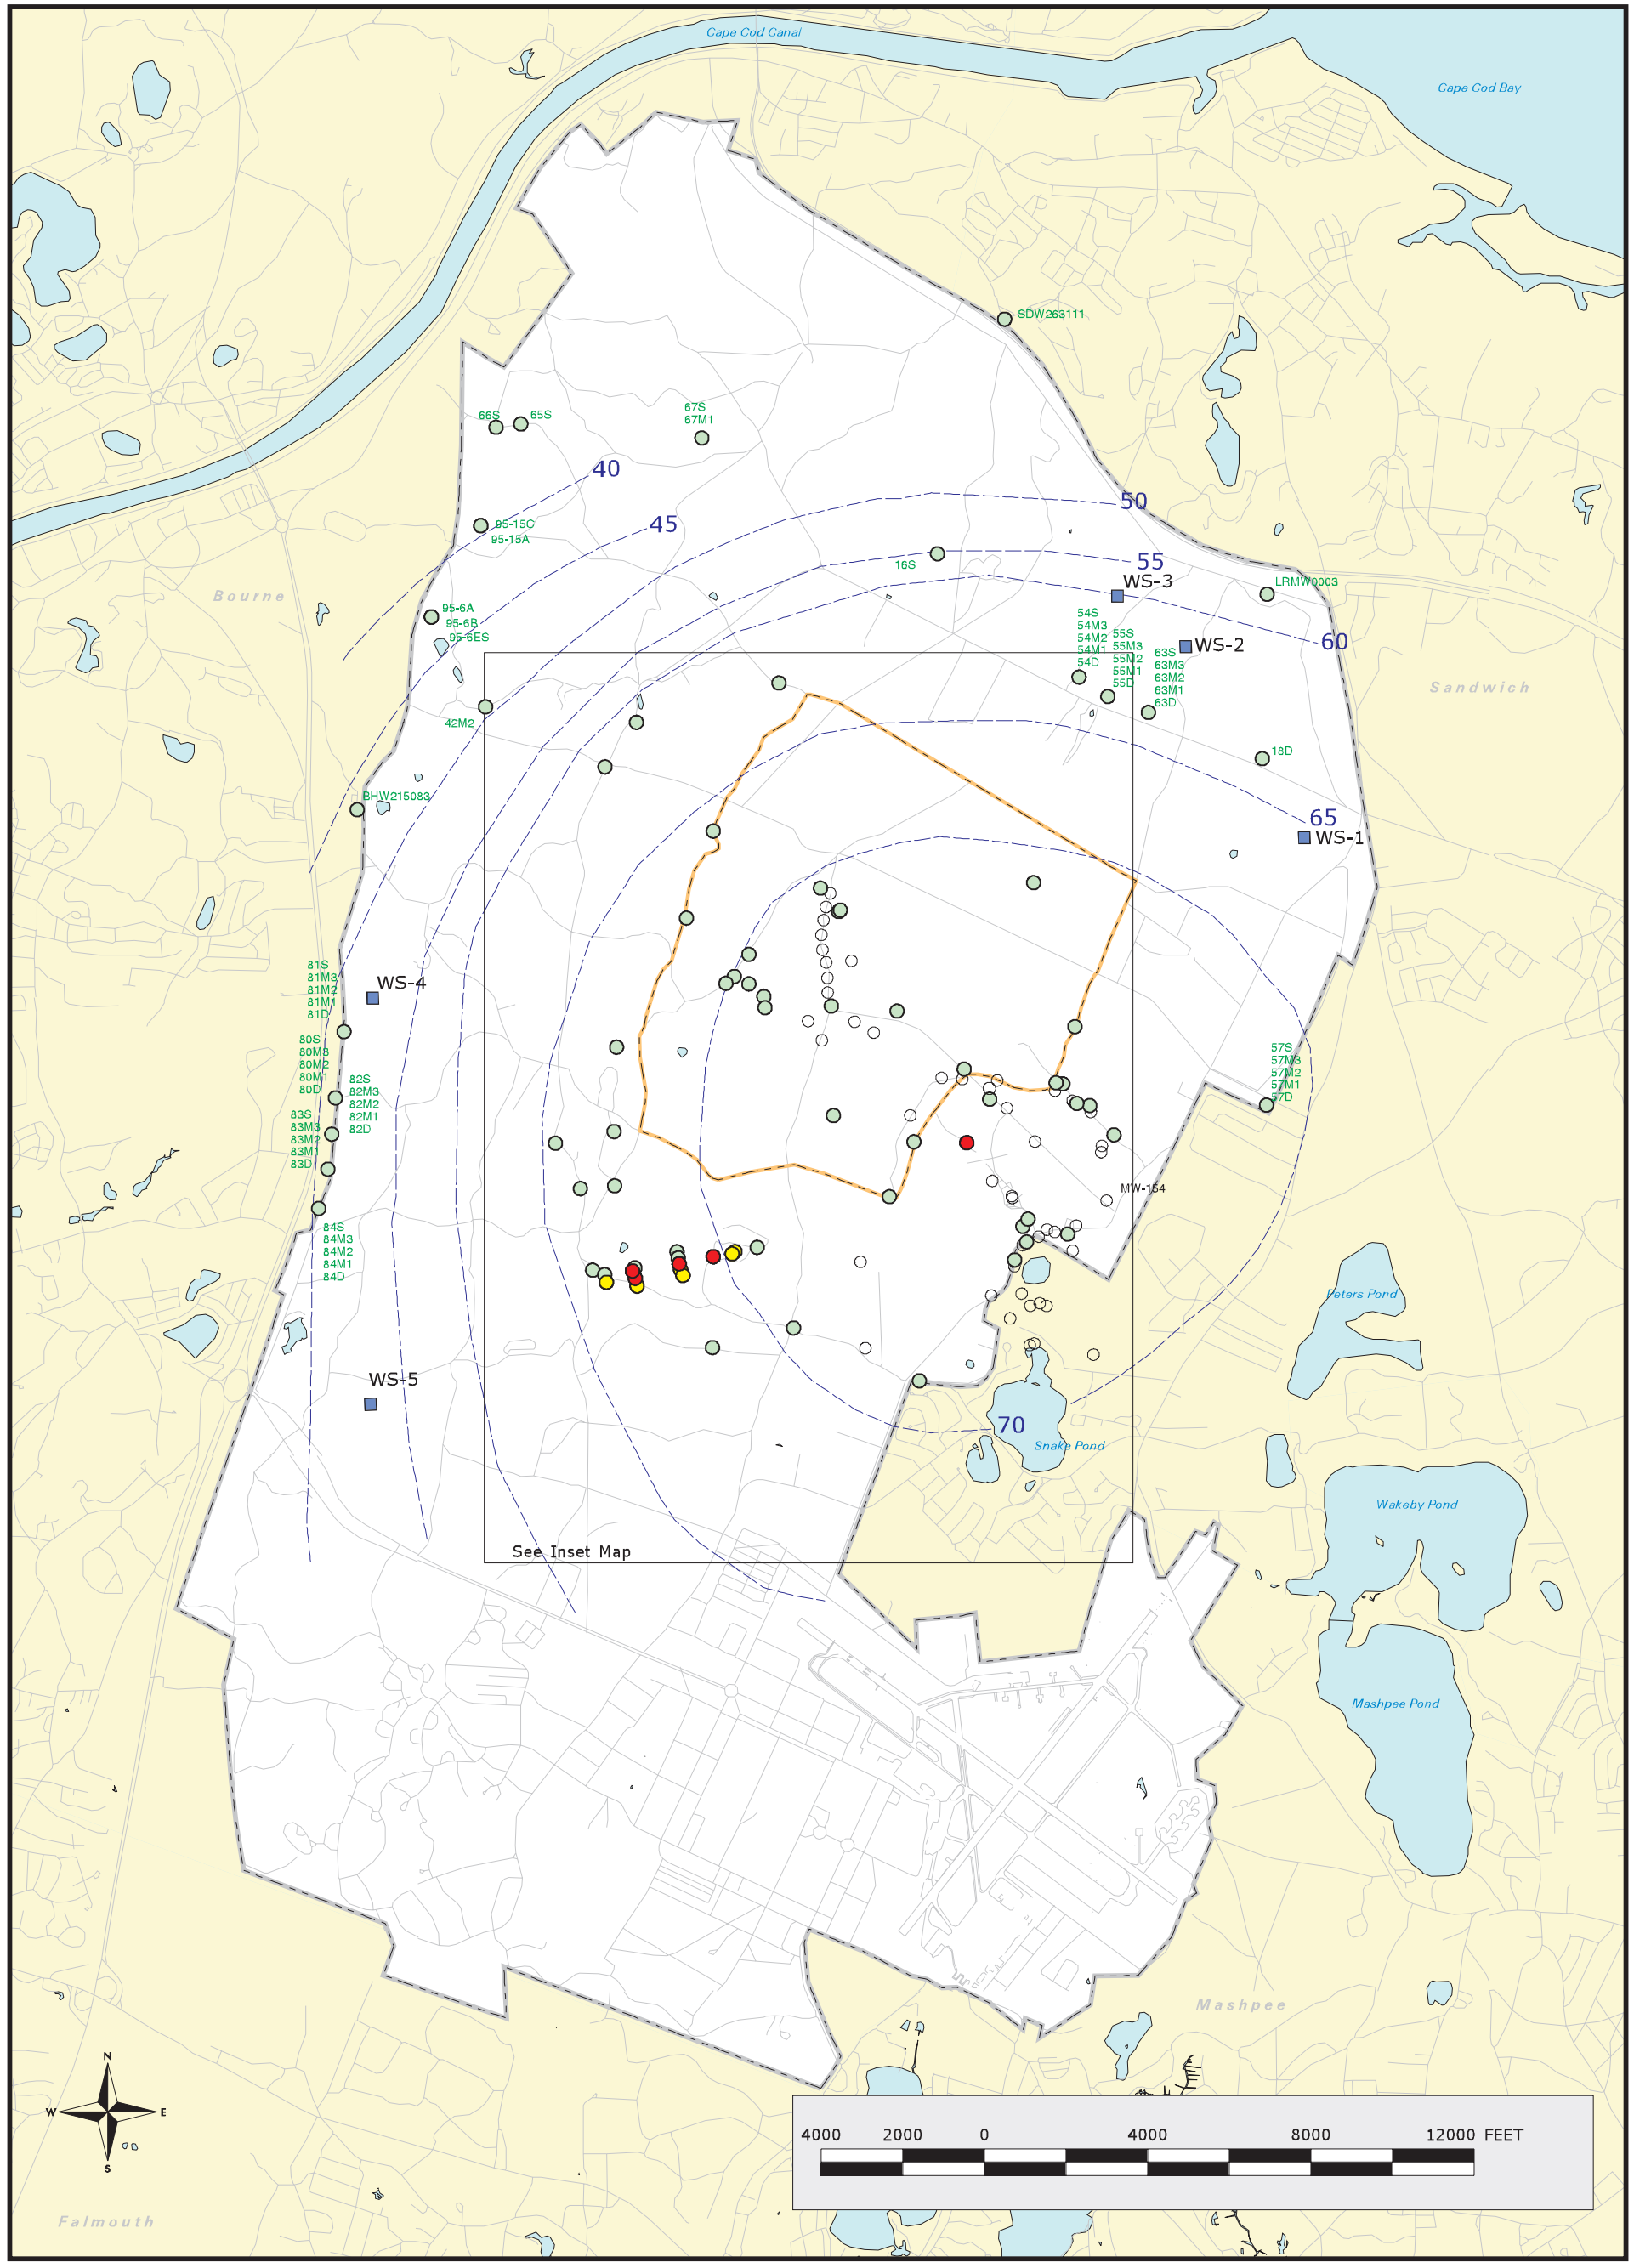 Cape Cod Canal
Cape Cod Bay
SDW263111
66S
65S
67S
67M1
40
45
50
95-15C
95-15A
16S
55
WS-3
LRMW0003
Bourne
95-6A
95-6B
95-6ES
54S
54M3
54M2
54M1
54D
55S
55M3
55M2
55M1
55D
60
WS-2
63S
63M3
63M2
63M1
63D
Sandwich
42M2
18D
BHW215083
65
WS-1
81S
81M3
81M2
81M1
81D
WS-4
80S
80M3
80M2
80M1
80D
82S
82M3
82M2
82M1
82D
83S
83M3
83M2
83M1
83D
57S
57M3
57M2
57M1
57D
MW-154
84S
84M3
84M2
84M1
84D
Peters Pond
WS-5
70
Snake Pond
Wakeby Pond
See Inset Map
Mashpee Pond
Mashpee
N
W
E
S
4000 2000 0 4000 8000 12000 FEET
Falmouth